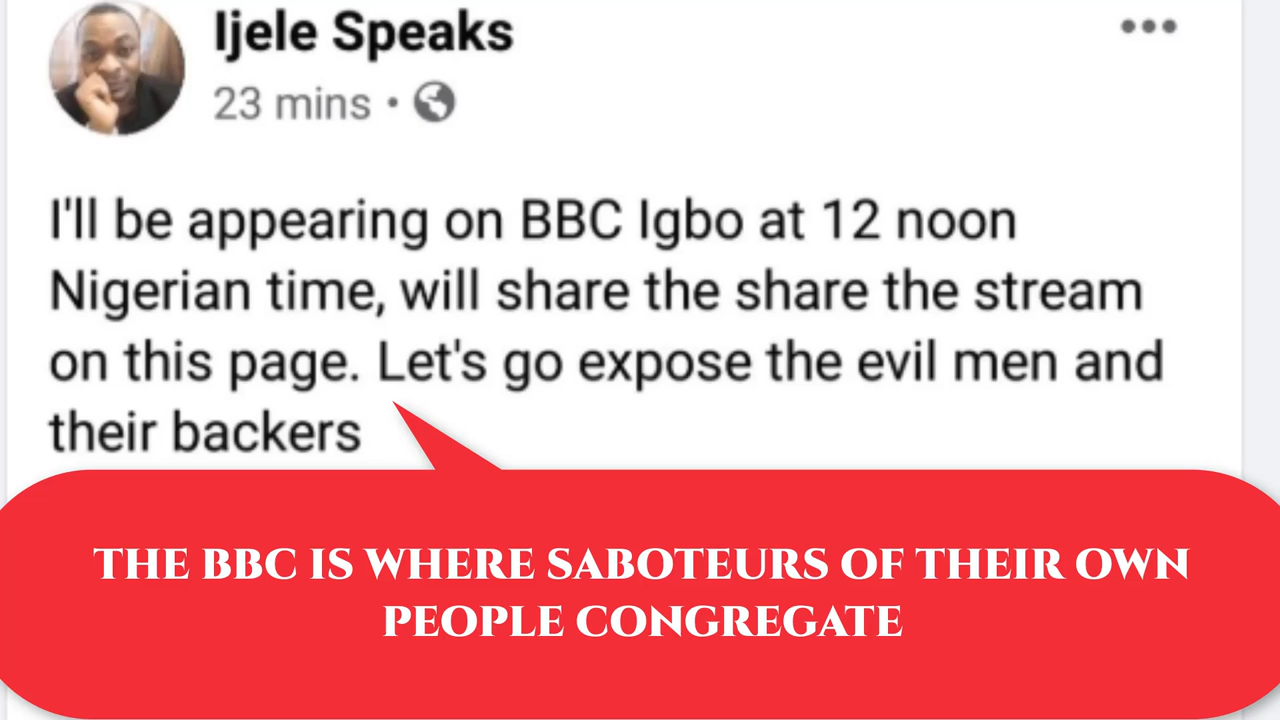 Ijele Speaks
23 mins •
I'll be appearing on BBC Igbo at 12 noon
Nigerian time, will share the share the stream
on this page. Let's go expose the evil men and
their backers
THE BBC IS WHERE SABOTEURS OF THEIR OWN
PEOPLE CONGREGATE